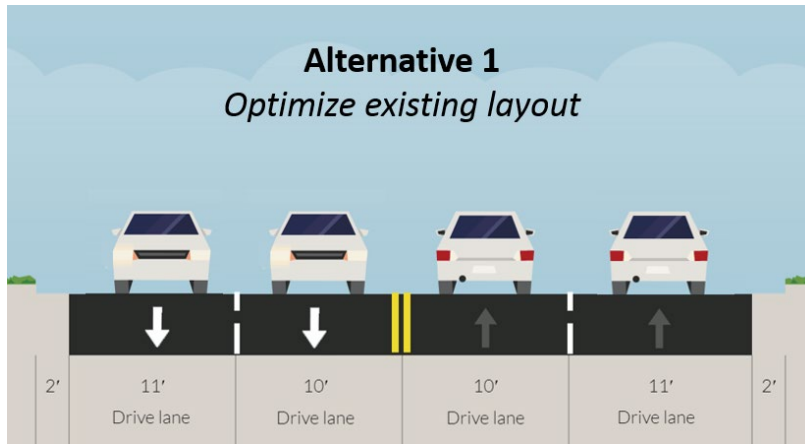 Alternative 1
Optimize existing layout
2′ 11′ 10′ 10′ 11′ 2′
Drive lane Drive lane Drive lane Drive lane